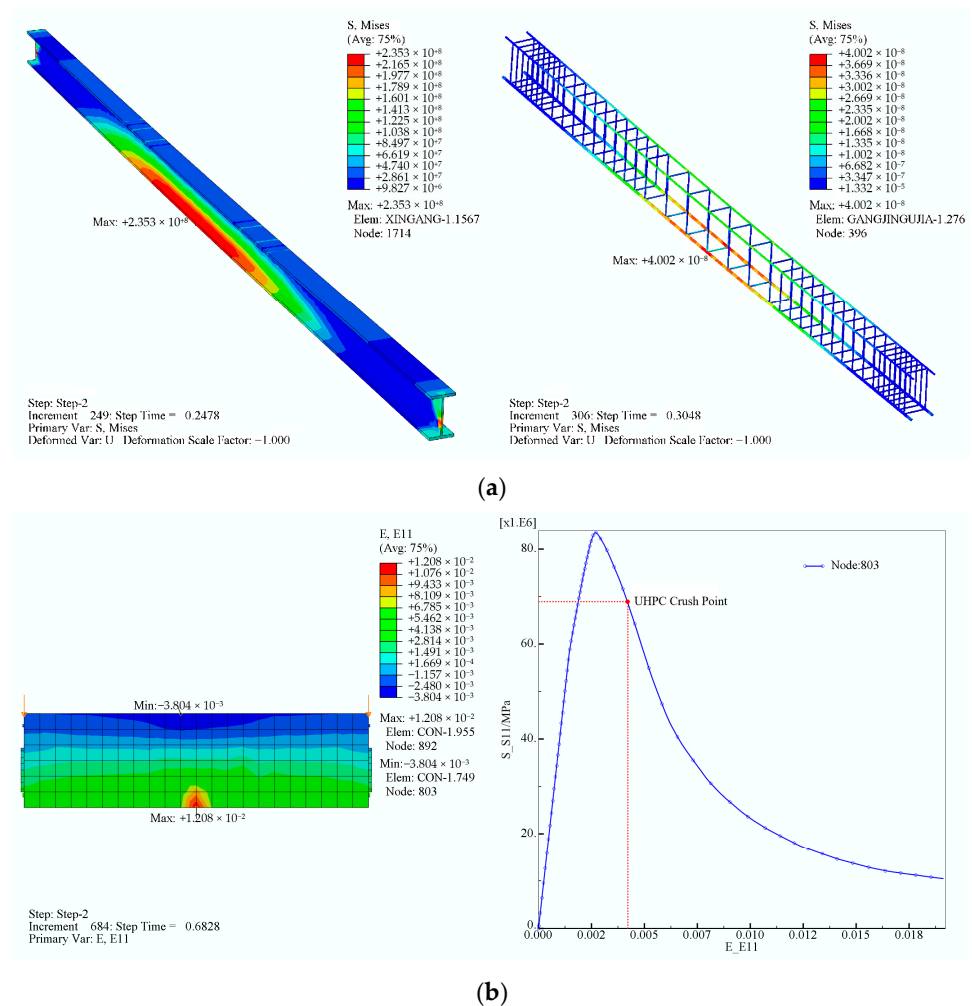 S, Mises
(Avg: 75%)
+2.353 × 10⁺⁸
+2.165 × 10⁺⁸
+1.977 × 10⁺⁸
+1.789 × 10⁺⁸
+1.601 × 10⁺⁸
+1.413 × 10⁺⁸
+1.225 × 10⁺⁸
+1.038 × 10⁺⁸
+8.497 × 10⁺⁷
+6.619 × 10⁺⁷
+4.740 × 10⁺⁷
+2.861 × 10⁺⁷
+9.827 × 10⁺⁶
Max: +2.353 × 10⁺⁸
Elem: XINGANG-1.1567
Node: 1714
Max: +2.353 × 10⁺⁸
Step: Step-2
Increment 249: Step Time = 0.2478
Primary Var: S, Mises
Deformed Var: U Deformation Scale Factor: −1.000
S, Mises
(Avg: 75%)
+4.002 × 10⁻⁸
+3.669 × 10⁻⁸
+3.336 × 10⁻⁸
+3.002 × 10⁻⁸
+2.669 × 10⁻⁸
+2.335 × 10⁻⁸
+2.002 × 10⁻⁸
+1.668 × 10⁻⁸
+1.335 × 10⁻⁸
+1.002 × 10⁻⁸
+6.682 × 10⁻⁷
+3.347 × 10⁻⁷
+1.332 × 10⁻⁵
Max: +4.002 × 10⁻⁸
Elem: GANGJINGUJIA-1.276
Node: 396
Max: +4.002 × 10⁻⁸
Step: Step-2
Increment 306: Step Time = 0.3048
Primary Var: S, Mises
Deformed Var: U Deformation Scale Factor: −1.000
(a)
E, E11
(Avg: 75%)
+1.208 × 10⁻²
+1.076 × 10⁻²
+9.433 × 10⁻³
+8.109 × 10⁻³
+6.785 × 10⁻³
+5.462 × 10⁻³
+4.138 × 10⁻³
+2.814 × 10⁻³
+1.491 × 10⁻³
+1.669 × 10⁻⁴
−1.157 × 10⁻³
−2.480 × 10⁻³
−3.804 × 10⁻³
Max: +1.208 × 10⁻²
Elem: CON-1.955
Node: 892
Min:−3.804 × 10⁻³
Elem: CON-1.749
Node: 803
Min:−3.804 × 10⁻³
Max: +1.208 × 10⁻²
Step: Step-2
Increment 684: Step Time = 0.6828
Primary Var: E, E11
[x1.E6]
80.
60.
40.
20.
0.
S_S11/MPa
Node:803
UHPC Crush Point
0.000 0.002 0.005 0.007 0.010 0.012 0.015 0.018
E_E11
(b)